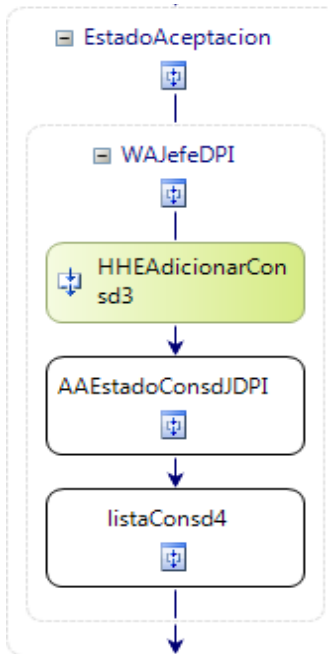 EstadoAceptacion
WAJefeDPI
HHEAdicionarCon
sd3
AAEstadoConsdJDPI
listaConsd4